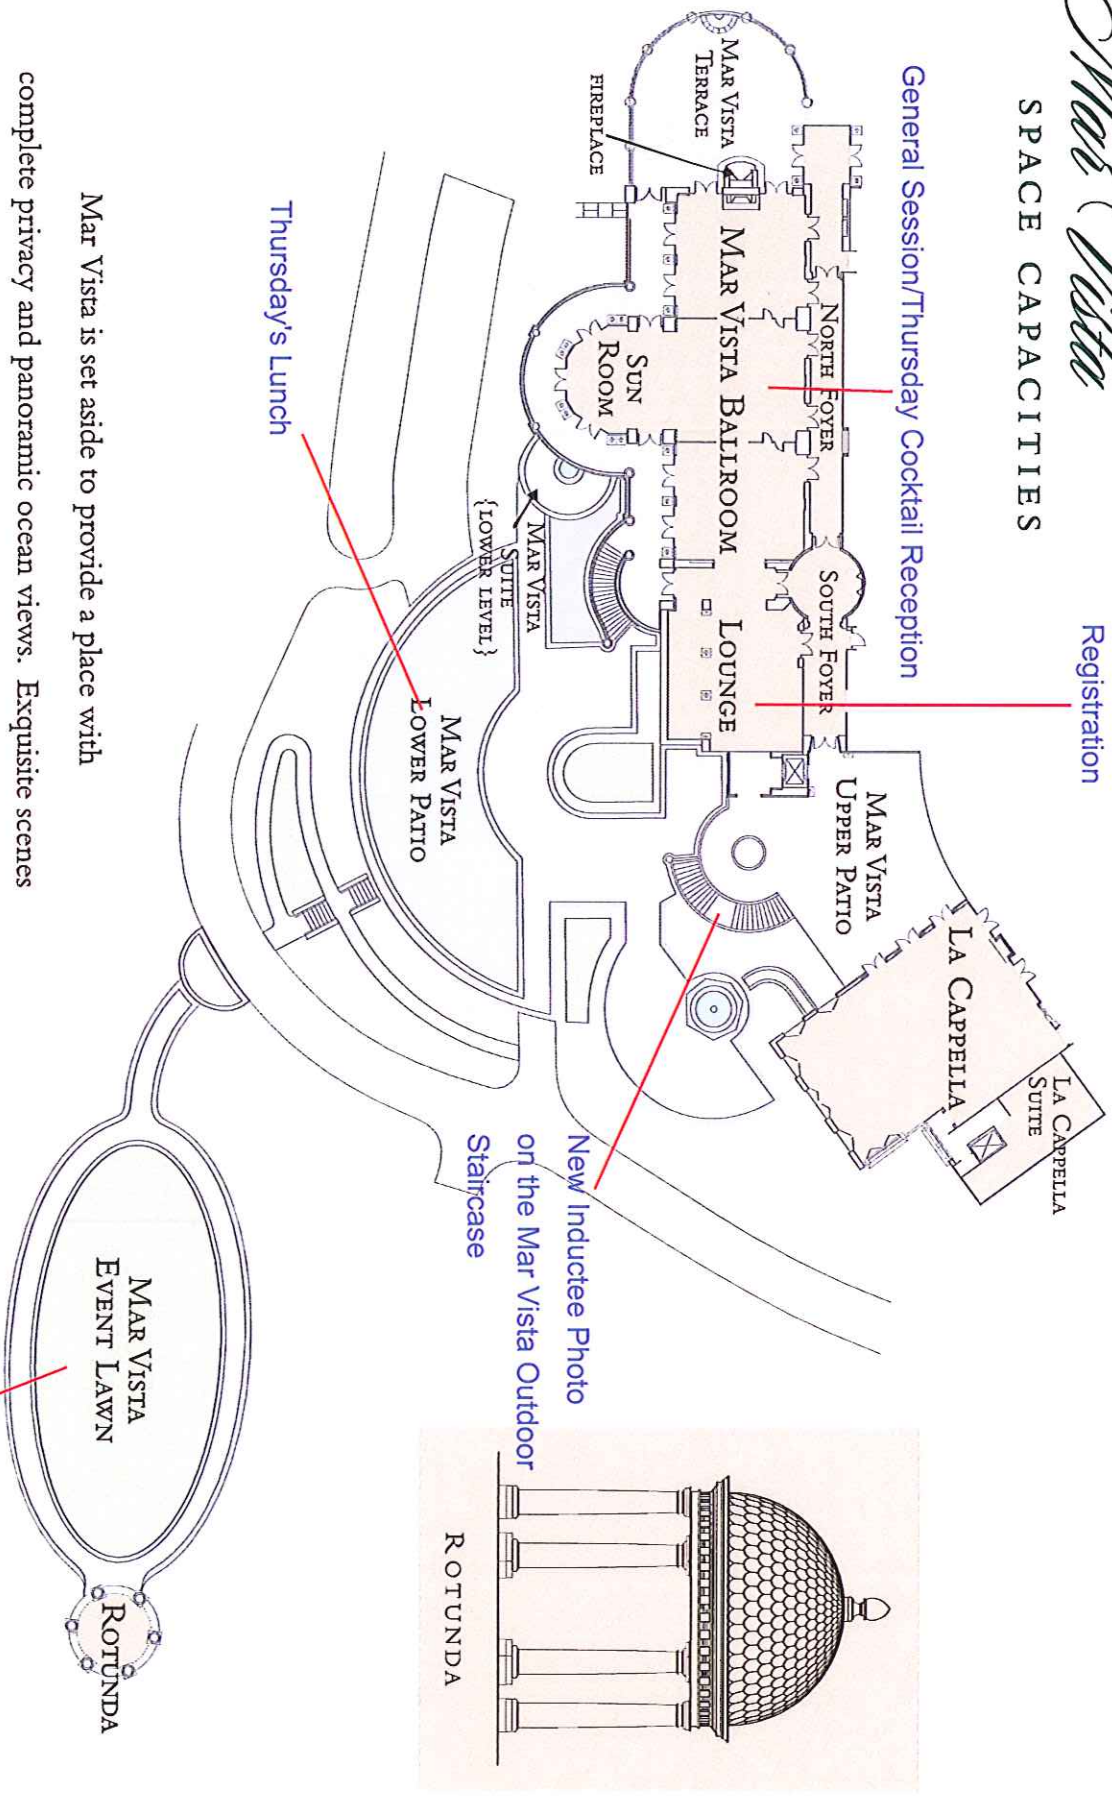 Mar Vista
SPACE CAPACITIES
Registration
General Session/Thursday Cocktail Reception
MAR VISTA
TERRACE
FIREPLACE
NORTH FOYER
SOUTH FOYER
MAR VISTA BALLROOM
LOUNGE
SUN
ROOM
MAR VISTA
SUITE
{LOWER LEVEL}
MAR VISTA
UPPER PATIO
LA CAPPELLA
LA CAPPELLA
SUITE
MAR VISTA
LOWER PATIO
Thursday's Lunch
New Inductee Photo
on the Mar Vista Outdoor
Staircase
ROTUNDA
MAR VISTA
EVENT LAWN
ROTUNDA
Mar Vista is set aside to provide a place with
complete privacy and panoramic ocean views. Exquisite scenes